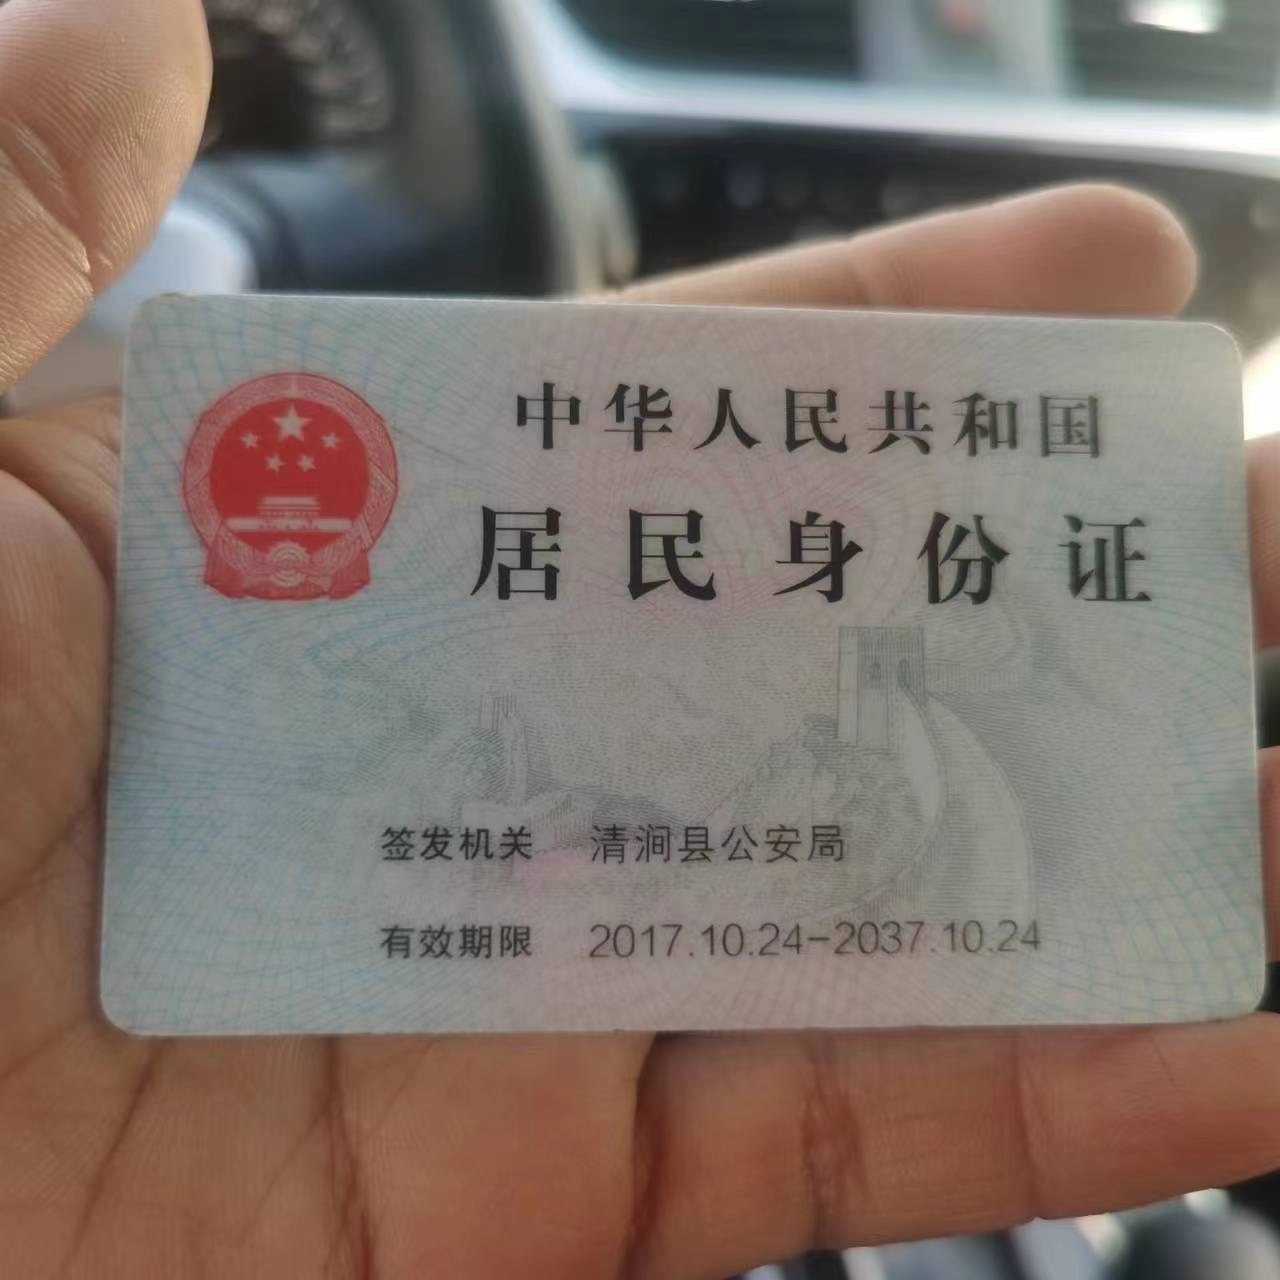 中华人民共和国
居民身份证
签发机关 清涧县公安局
有效期限 2017.10.24-2037.10.24